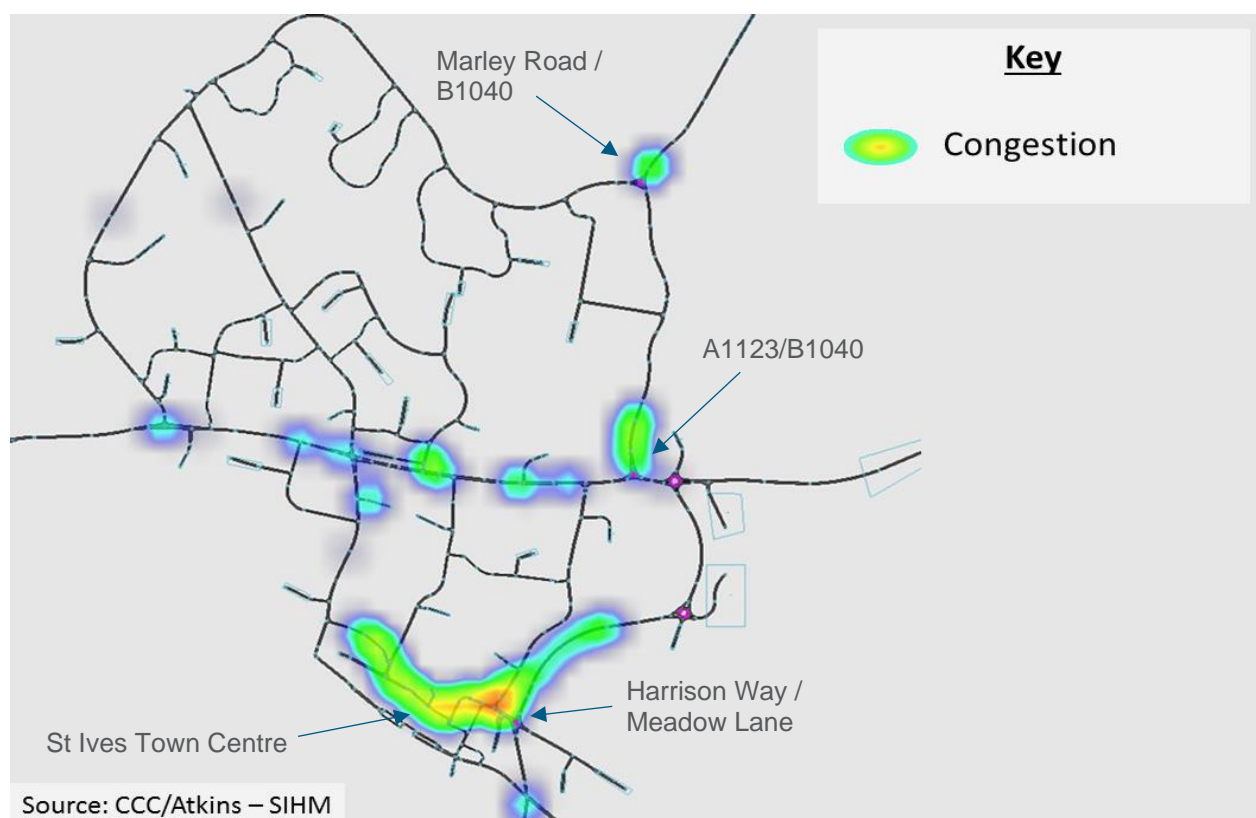 Marley Road /
B1040
Key
Congestion
A1123/B1040
Harrison Way /
Meadow Lane
St Ives Town Centre
Source: CCC/Atkins – SIHM